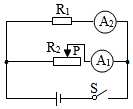 R₁ A₂
R₂ P A₁
S